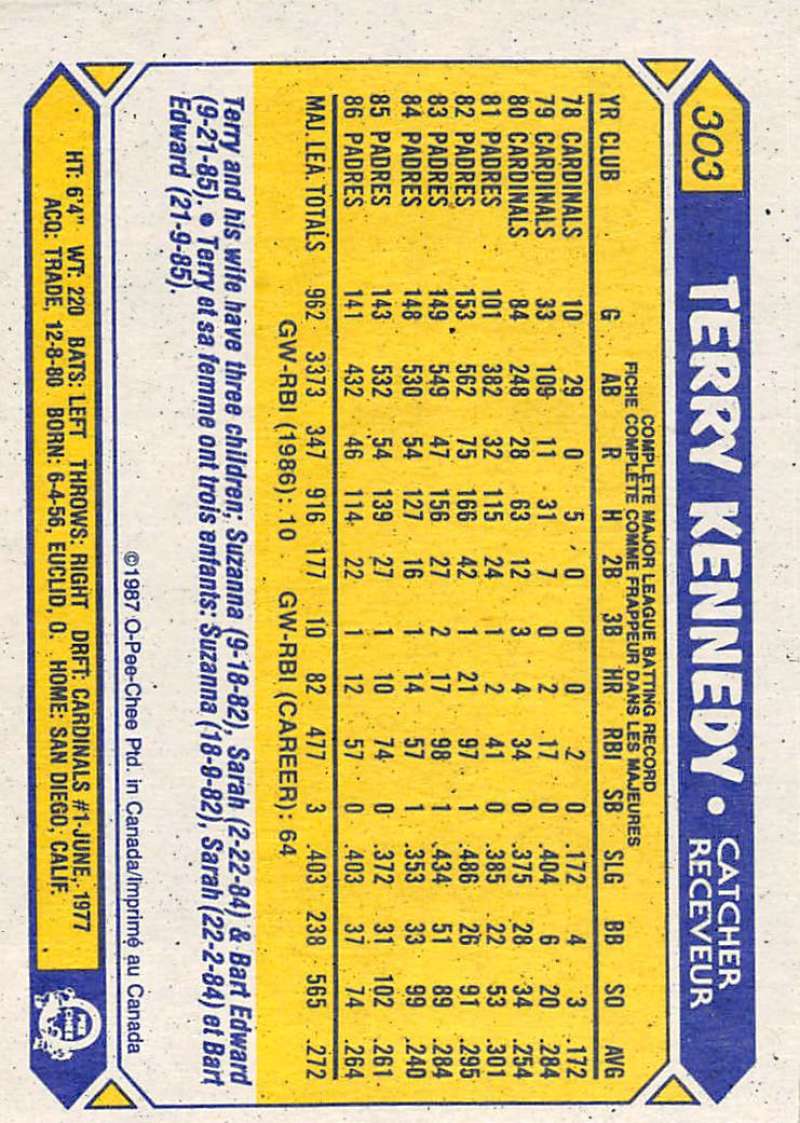 303 TERRY KENNEDY • CATCHER
RECEVEUR
COMPLETE MAJOR LEAGUE BATTING RECORD
FICHE COMPLÈTE COMME FRAPPEUR DANS LES MAJEURES
YR CLUB G AB R H 2B 3B HR RBI SB SLG BB SO AVG
78 CARDINALS 10 29 0 5 0 0 0 2 0 .172 4 3 .172
79 CARDINALS 33 109 11 31 7 0 2 17 0 .404 6 20 .284
80 CARDINALS 84 248 28 63 12 3 4 34 0 .375 28 34 .254
81 PADRES 101 382 32 115 24 1 2 41 0 .385 22 53 .301
82 PADRES 153 562 75 166 42 1 21 97 1 .486 26 91 .295
83 PADRES 149 549 47 156 27 2 17 98 1 .434 51 89 .284
84 PADRES 148 530 54 127 16 1 14 57 1 .353 33 99 .240
85 PADRES 143 532 54 139 27 1 10 74 0 .372 31 102 .261
86 PADRES 141 432 46 114 22 1 12 57 0 .403 37 74 .264
MAJ. LEA. TOTALS 962 3373 347 916 177 10 82 477 3 .403 238 565 .272
GW-RBI (1986): 10 GW-RBI (CAREER): 64
Terry and his wife have three children; Suzanna (9-18-82), Sarah (2-22-84) & Bart Edward
(9-21-85). • Terry et sa femme ont trois enfants: Suzanna (18-9-82), Sarah (22-2-84) et Bart
Edward (21-9-85).
©1987 O-Pee-Chee Ptd. in Canada/Imprimé au Canada
HT: 6'4" WT: 220 BATS: LEFT THROWS: RIGHT DRFT: CARDINALS #1-JUNE, 1977
ACQ: TRADE, 12-8-80 BORN: 6-4-56, EUCLID, O. HOME: SAN DIEGO, CALIF.
O-PEE-CHEE